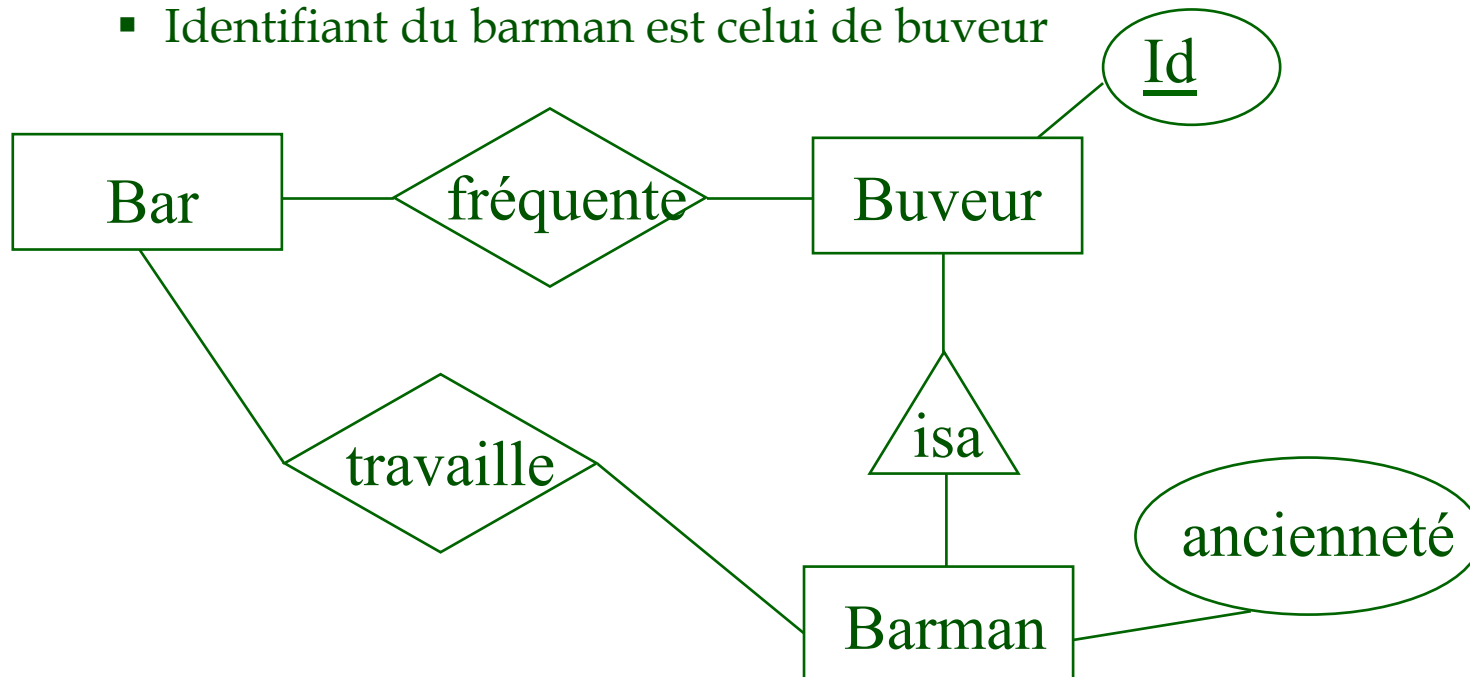 ▪ Identifiant du barman est celui de buveur
Id
Bar
fréquente
Buveur
isa
travaille
ancienneté
Barman